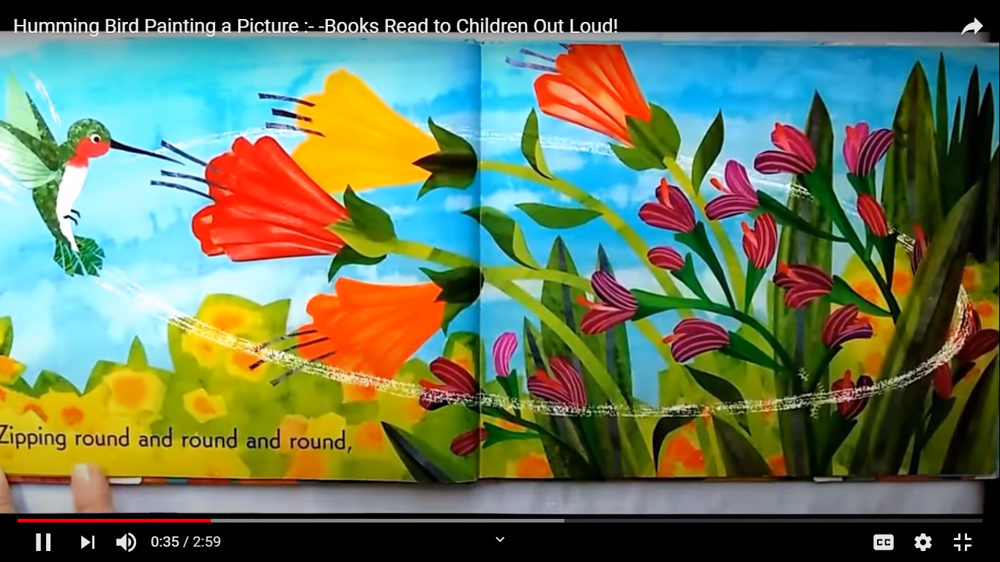 Humming Bird Painting a Picture :- -Books Read to Children Out Loud!
Zipping round and round and round,
0:35 / 2:59
CC